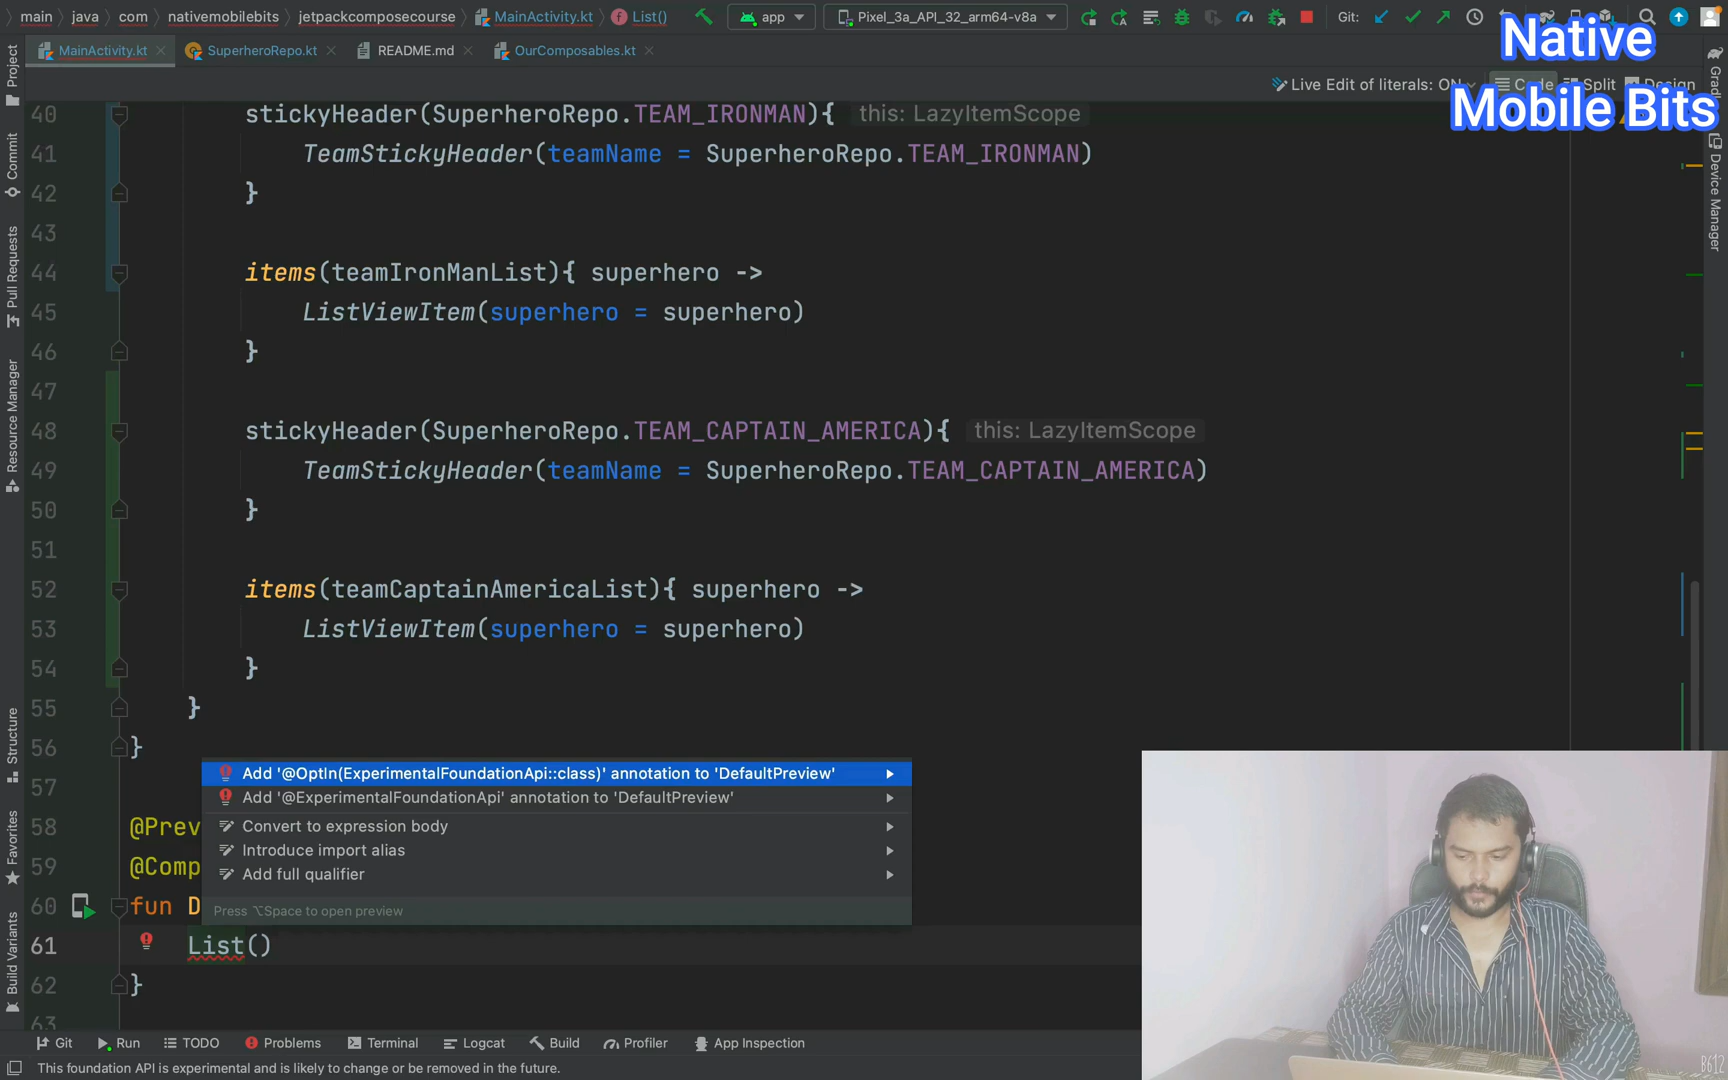 main
java
com
nativemobilebits
jetpackcomposecourse
MainActivity.kt
List()
app
Pixel_3a_API_32_arm64-v8a
Git:
Native
Mobile Bits
MainActivity.kt
SuperheroRepo.kt
README.md
OurComposables.kt
Live Edit of literals: ON
Code
Split
Design
Project
Commit
Pull Requests
Resource Manager
Structure
Favorites
Build Variants
Device Manager
40 stickyHeader(SuperheroRepo.TEAM_IRONMAN){ this: LazyItemScope
41 TeamStickyHeader(teamName = SuperheroRepo.TEAM_IRONMAN)
42 }
43
44 items(teamIronManList){ superhero ->
45 ListViewItem(superhero = superhero)
46 }
47
48 stickyHeader(SuperheroRepo.TEAM_CAPTAIN_AMERICA){ this: LazyItemScope
49 TeamStickyHeader(teamName = SuperheroRepo.TEAM_CAPTAIN_AMERICA)
50 }
51
52 items(teamCaptainAmericaList){ superhero ->
53 ListViewItem(superhero = superhero)
54 }
55 }
56 }
57
58 @Prev
59 @Comp
60 fun D
61 List()
62 }
63
Add '@OptIn(ExperimentalFoundationApi::class)' annotation to 'DefaultPreview'
Add '@ExperimentalFoundationApi' annotation to 'DefaultPreview'
Convert to expression body
Introduce import alias
Add full qualifier
Press ⌥Space to open preview
Git
Run
TODO
Problems
Terminal
Logcat
Build
Profiler
App Inspection
This foundation API is experimental and is likely to change or be removed in the future.
B612